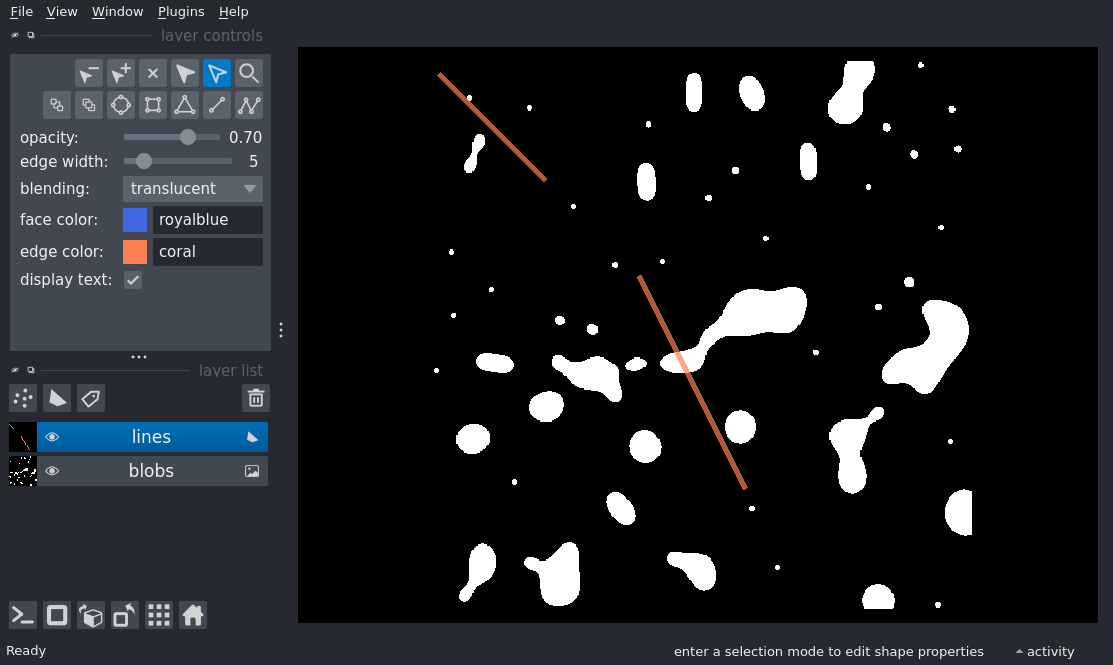 File View Window Plugins Help
layer controls
opacity: 0.70
edge width: 5
blending: translucent
face color: royalblue
edge color: coral
display text:
layer list
lines
blobs
Ready
enter a selection mode to edit shape properties
activity